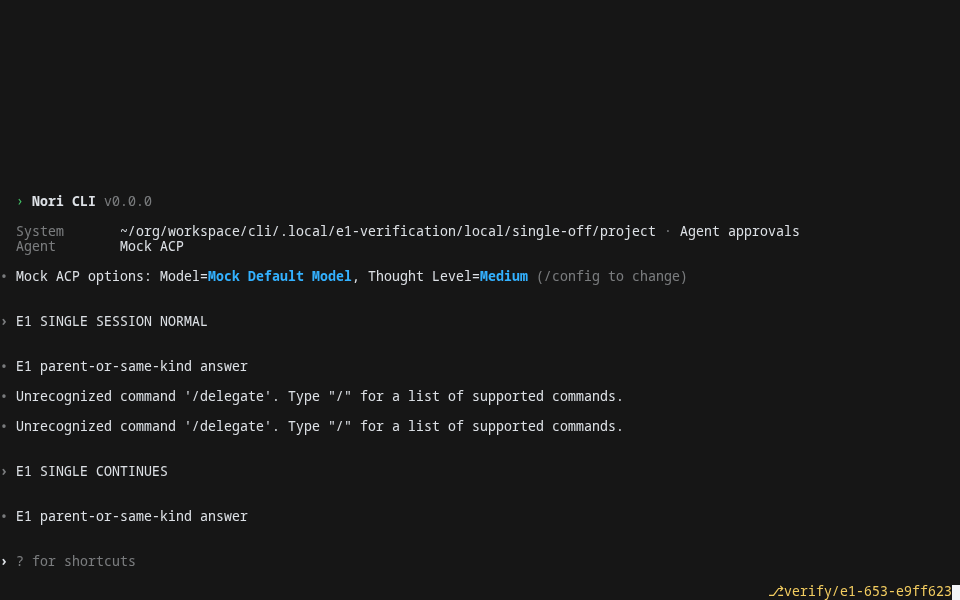 › Nori CLI v0.0.0
System ~/org/workspace/cli/.local/e1-verification/local/single-off/project · Agent approvals
Agent Mock ACP
• Mock ACP options: Model=Mock Default Model, Thought Level=Medium (/config to change)
› E1 SINGLE SESSION NORMAL
• E1 parent-or-same-kind answer
• Unrecognized command '/delegate'. Type "/" for a list of supported commands.
• Unrecognized command '/delegate'. Type "/" for a list of supported commands.
› E1 SINGLE CONTINUES
• E1 parent-or-same-kind answer
› ? for shortcuts
⎇verify/e1-653-e9ff623